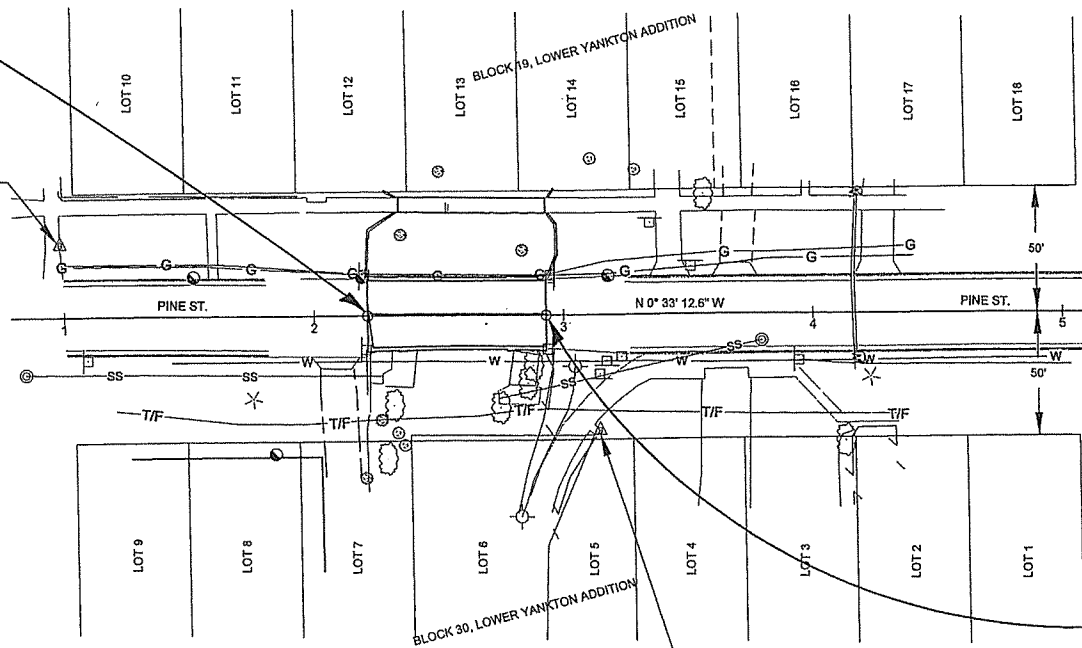 LOT 10
LOT 11
LOT 12
LOT 13
LOT 14
LOT 15
LOT 16
LOT 17
LOT 18
BLOCK 19, LOWER YANKTON ADDITION
G
G
G
G
G
G
G
G
G
G
50'
PINE ST.
N 0° 33' 12.6" W
PINE ST.
1
2
3
4
5
W
W
W
W
W
SS
SS
SS
SS
50'
T/F
T/F
T/F
T/F
T/F
LOT 9
LOT 8
LOT 7
LOT 6
LOT 5
LOT 4
LOT 3
LOT 2
LOT 1
BLOCK 30, LOWER YANKTON ADDITION